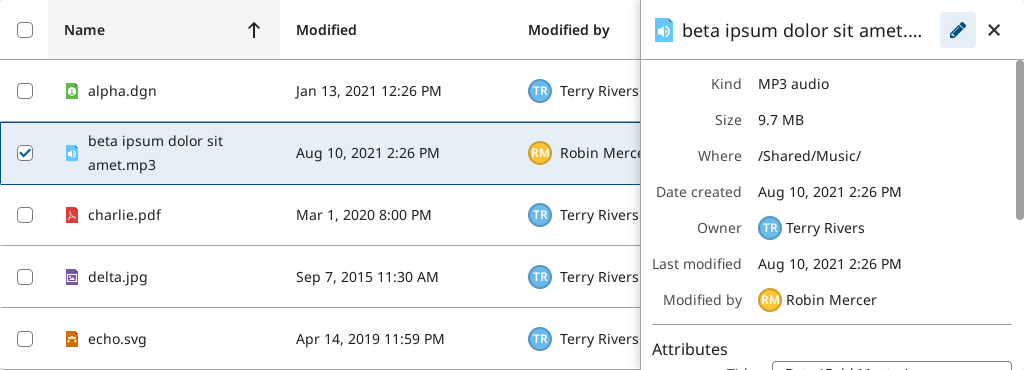 Name Modified Modified by
alpha.dgn Jan 13, 2021 12:26 PM TR Terry Rivers
beta ipsum dolor sit
amet.mp3 Aug 10, 2021 2:26 PM RM Robin Merce
charlie.pdf Mar 1, 2020 8:00 PM TR Terry Rivers
delta.jpg Sep 7, 2015 11:30 AM TR Terry Rivers
echo.svg Apr 14, 2019 11:59 PM TR Terry Rivers
beta ipsum dolor sit amet....
Kind MP3 audio
Size 9.7 MB
Where /Shared/Music/
Date created Aug 10, 2021 2:26 PM
Owner TR Terry Rivers
Last modified Aug 10, 2021 2:26 PM
Modified by RM Robin Mercer
Attributes